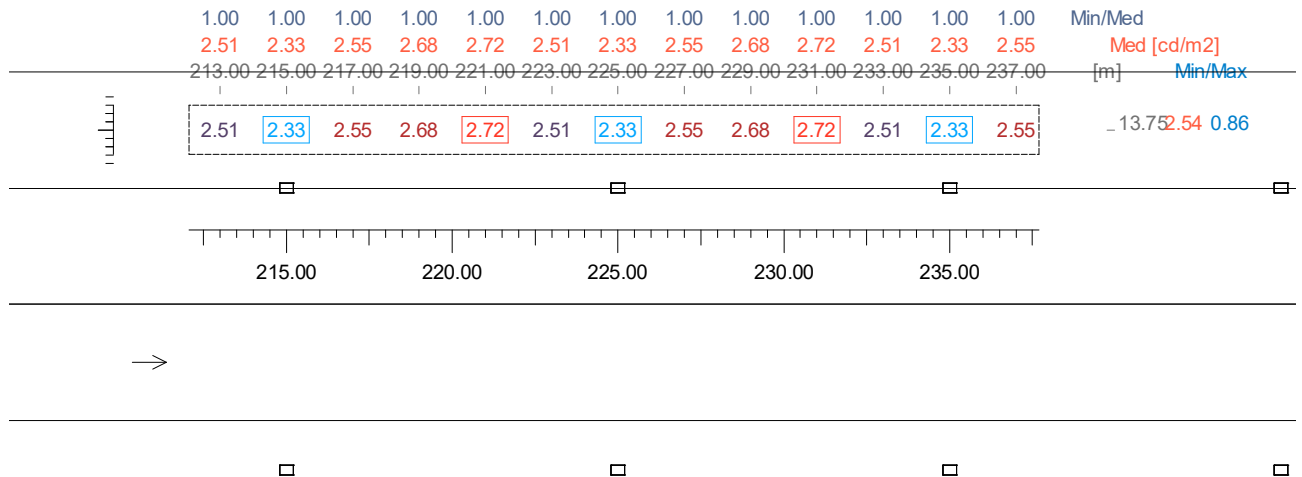 1.00 1.00 1.00 1.00 1.00 1.00 1.00 1.00 1.00 1.00 1.00 1.00 1.00 Min/Med
2.51 2.33 2.55 2.68 2.72 2.51 2.33 2.55 2.68 2.72 2.51 2.33 2.55 Med [cd/m2]
213.00 215.00 217.00 219.00 221.00 223.00 225.00 227.00 229.00 231.00 233.00 235.00 237.00 [m] Min/Max
2.51 2.33 2.55 2.68 2.72 2.51 2.33 2.55 2.68 2.72 2.51 2.33 2.55 13.75 2.54 0.86
215.00 220.00 225.00 230.00 235.00